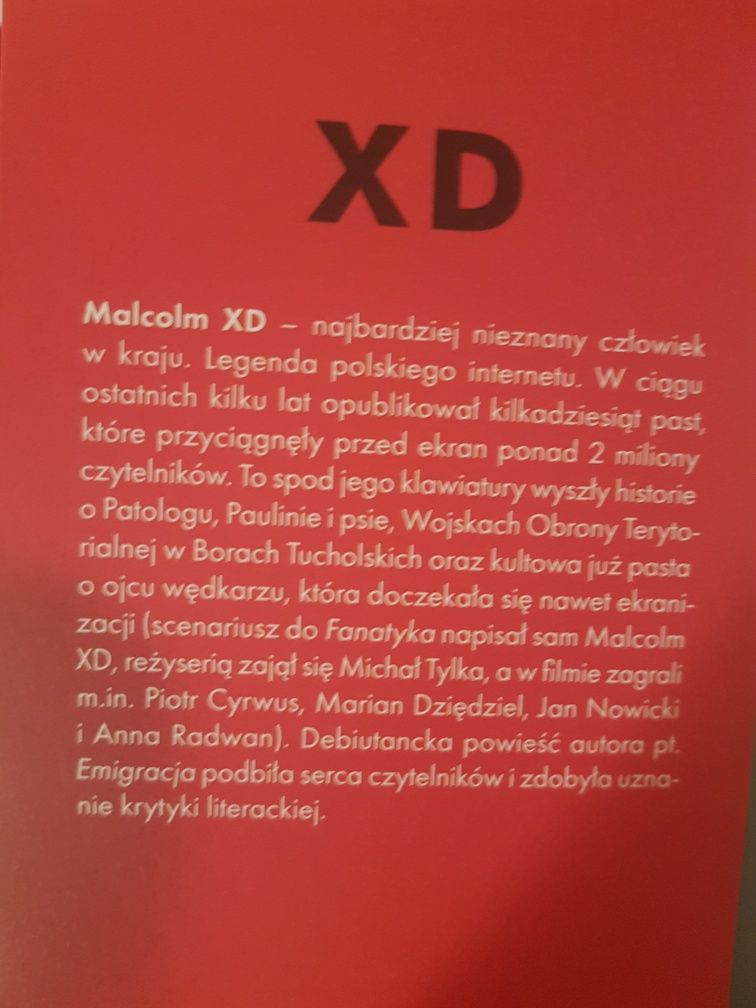 XD
Malcolm XD – najbardziej nieznany człowiek
w kraju. Legenda polskiego internetu. W ciągu
ostatnich kilku lat opublikował kilkadziesiąt past,
które przyciągnęły przed ekran ponad 2 miliony
czytelników. To spod jego klawiatury wyszły historie
o Patologu, Paulinie i psie, Wojskach Obrony Teryto-
rialnej w Borach Tucholskich oraz kultowa już pasta
o ojcu wędkarzu, która doczekała się nawet ekrani-
zacji (scenariusz do Fanatyka napisał sam Malcolm
XD, reżyserią zajął się Michał Tylka, a w filmie zagrali
m.in. Piotr Cyrwus, Marian Dziędziel, Jan Nowicki
i Anna Radwan). Debiutancka powieść autora pt.
Emigracja podbiła serca czytelników i zdobyła uzna-
nie krytyki literackiej.